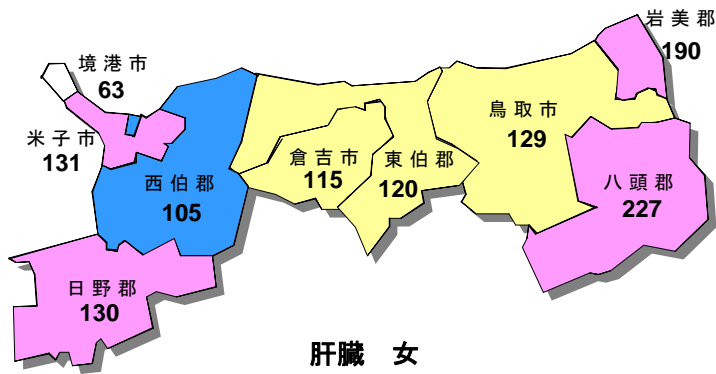 岩美郡
190
境港市
63
鳥取市
129
米子市
131
倉吉市
115
東伯郡
120
西伯郡
105
八頭郡
227
日野郡
130
肝臓 女